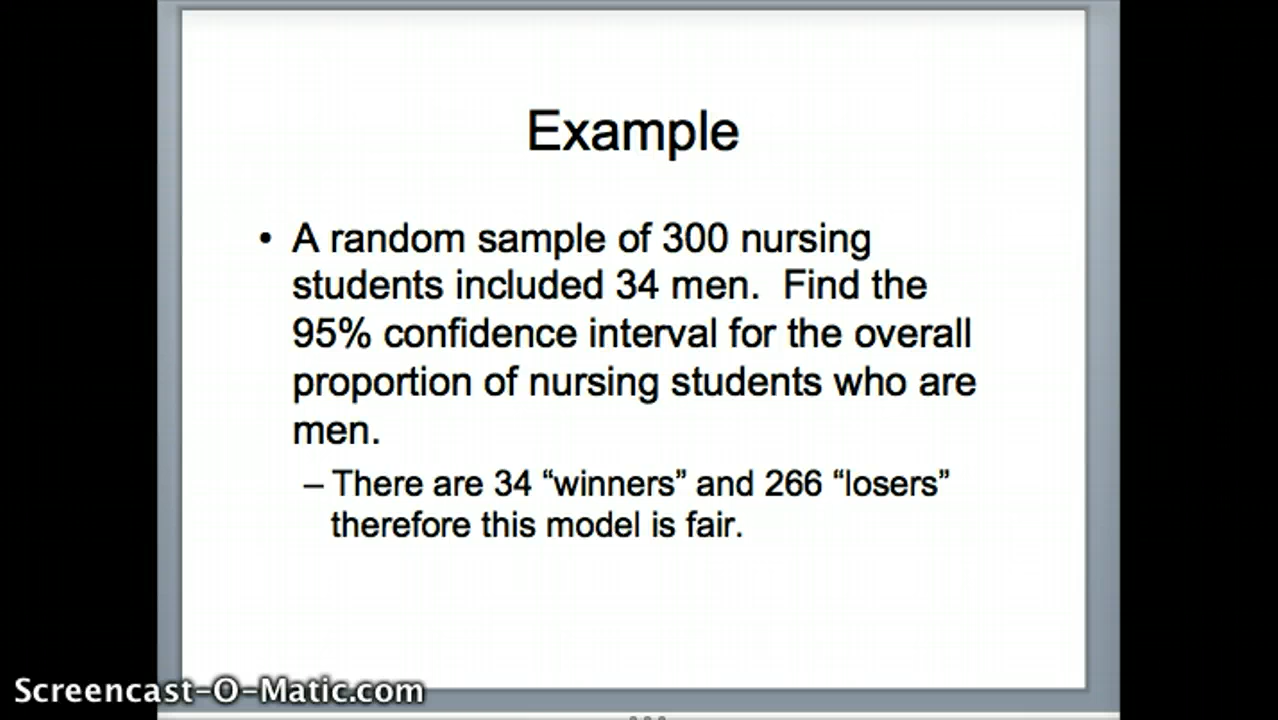 Example
• A random sample of 300 nursing
students included 34 men.  Find the
95% confidence interval for the overall
proportion of nursing students who are
men.
– There are 34 “winners” and 266 “losers”
therefore this model is fair.
Screencast-O-Matic.com